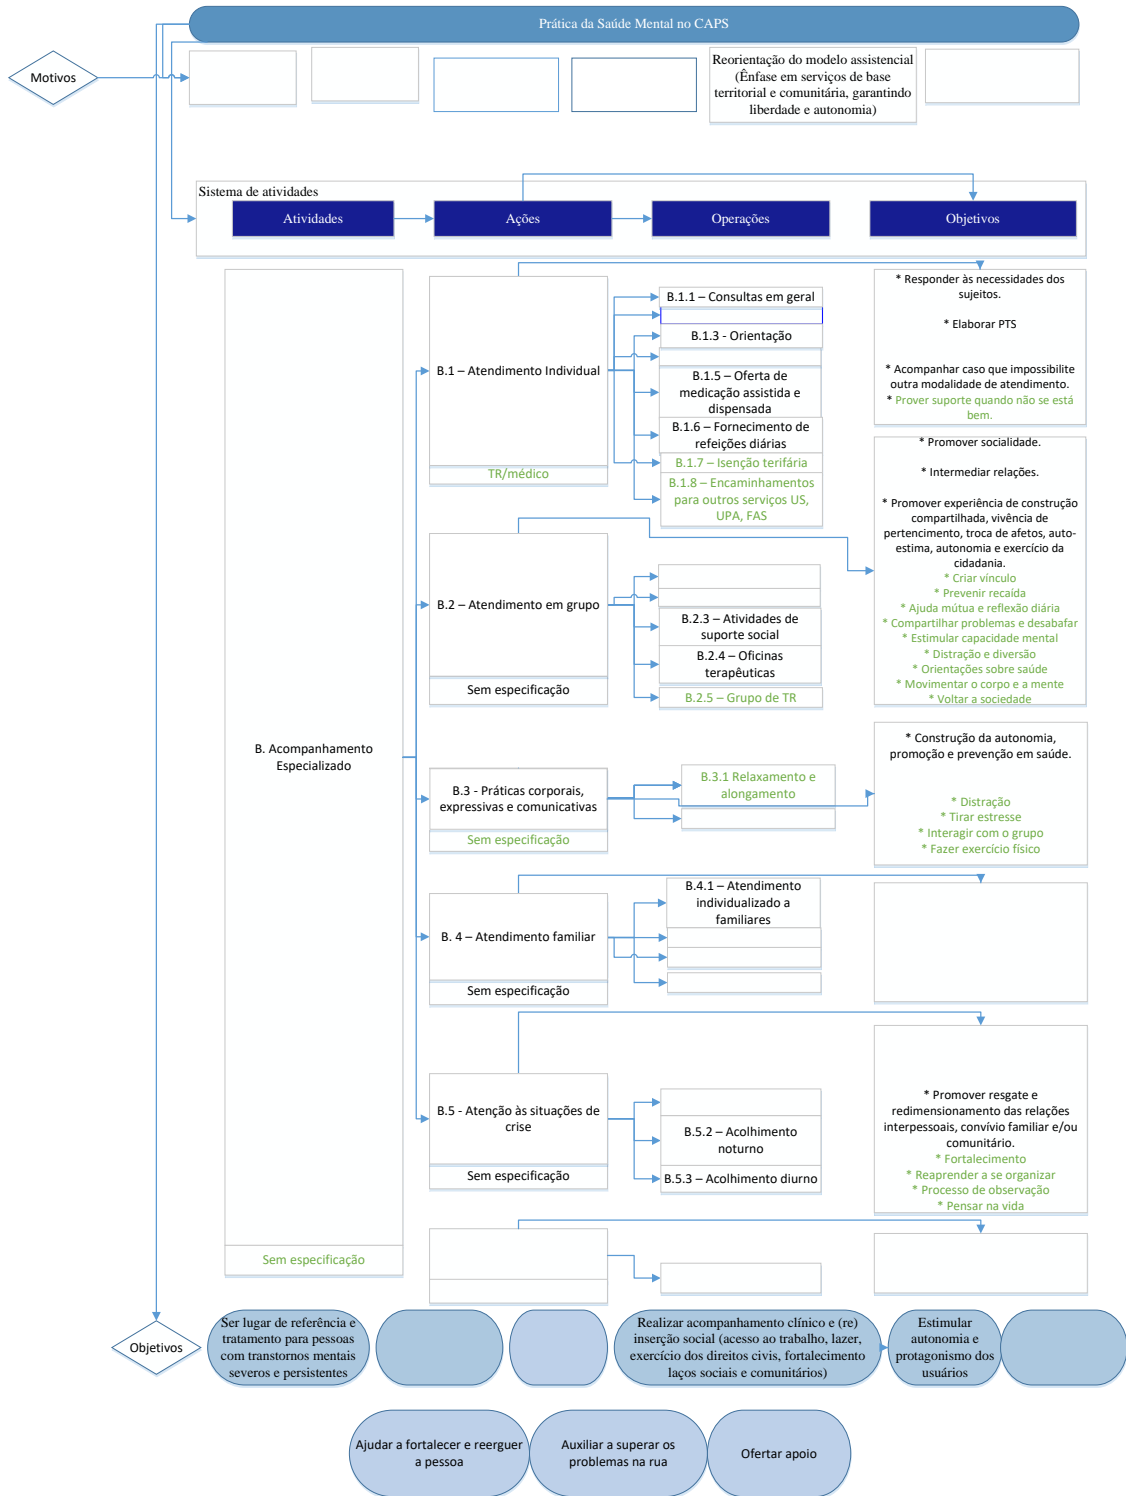 Prática da Saúde Mental no CAPS
Motivos
Reorientação do modelo assistencial
(Ênfase em serviços de base
territorial e comunitária, garantindo
liberdade e autonomia)
Sistema de atividades
Atividades
Ações
Operações
Objetivos
B. Acompanhamento
Especializado
Sem especificação
B.1 – Atendimento Individual
TR/médico
B.1.1 – Consultas em geral
B.1.3 - Orientação
B.1.5 – Oferta de
medicação assistida e
dispensada
B.1.6 – Fornecimento de
refeições diárias
B.1.7 – Isenção terifária
B.1.8 – Encaminhamentos
para outros serviços US,
UPA, FAS
* Responder às necessidades dos
sujeitos.
* Elaborar PTS
* Acompanhar caso que impossibilite
outra modalidade de atendimento.
* Prover suporte quando não se está
bem.
B.2 – Atendimento em grupo
Sem especificação
B.2.3 – Atividades de
suporte social
B.2.4 – Oficinas
terapêuticas
B.2.5 – Grupo de TR
* Promover socialidade.
* Intermediar relações.
* Promover experiência de construção
compartilhada, vivência de
pertencimento, troca de afetos, auto-
estima, autonomia e exercício da
cidadania.
* Criar vínculo
* Prevenir recaída
* Ajuda mútua e reflexão diária
* Compartilhar problemas e desabafar
* Estimular capacidade mental
* Distração e diversão
* Orientações sobre saúde
* Movimentar o corpo e a mente
* Voltar a sociedade
B.3 - Práticas corporais,
expressivas e comunicativas
Sem especificação
B.3.1 Relaxamento e
alongamento
* Construção da autonomia,
promoção e prevenção em saúde.
* Distração
* Tirar estresse
* Interagir com o grupo
* Fazer exercício físico
B. 4 – Atendimento familiar
Sem especificação
B.4.1 – Atendimento
individualizado a
familiares
B.5 - Atenção às situações de
crise
Sem especificação
B.5.2 – Acolhimento
noturno
B.5.3 – Acolhimento diurno
* Promover resgate e
redimensionamento das relações
interpessoais, convívio familiar e/ou
comunitário.
* Fortalecimento
* Reaprender a se organizar
* Processo de observação
* Pensar na vida
Objetivos
Ser lugar de referência e
tratamento para pessoas
com transtornos mentais
severos e persistentes
Realizar acompanhamento clínico e (re)
inserção social (acesso ao trabalho, lazer,
exercício dos direitos civis, fortalecimento
laços sociais e comunitários)
Estimular
autonomia e
protagonismo dos
usuários
Ajudar a fortalecer e reerguer
a pessoa
Auxiliar a superar os
problemas na rua
Ofertar apoio